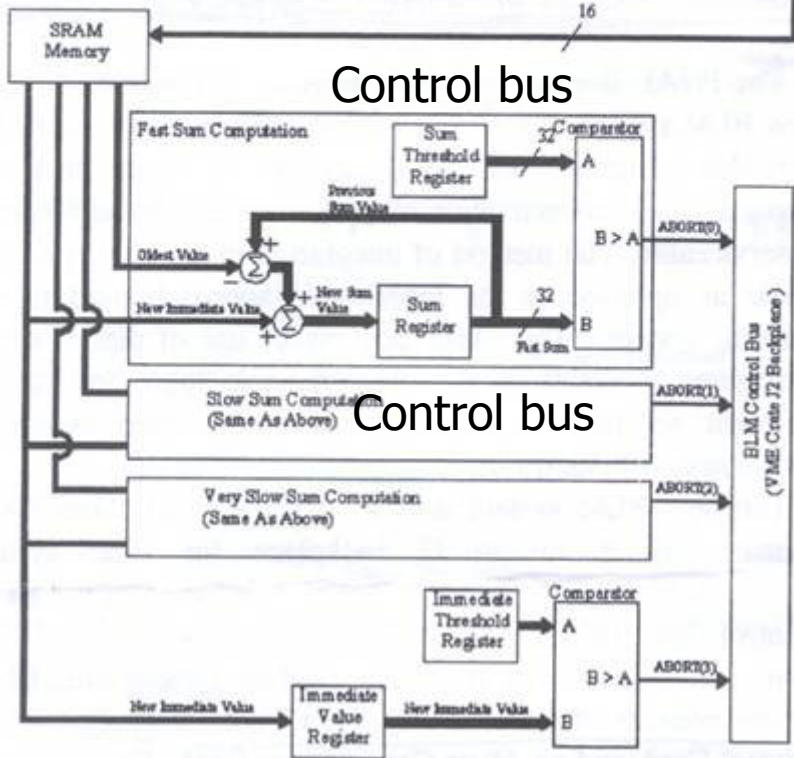 16
SRAM
Memory
Control bus
Fast Sum Computation
Sum
Threshold
Register
32
Comparator
A
Previous
Sum Value
+
B > A
ABORT(0)
Oldest Value
−
Σ
+
New Immediate Value
+
Σ
New Sum
Value
Sum
Register
32
Fast Sum
B
Slow Sum Computation
(Same As Above)
Control bus
ABORT(1)
Very Slow Sum Computation
(Same As Above)
ABORT(2)
BLM Control Bus
(VME Crate J2 Backplane)
Immediate
Threshold
Register
Comparator
A
B > A
ABORT(3)
New Immediate Value
Immediate
Value
Register
New Immediate Value
B